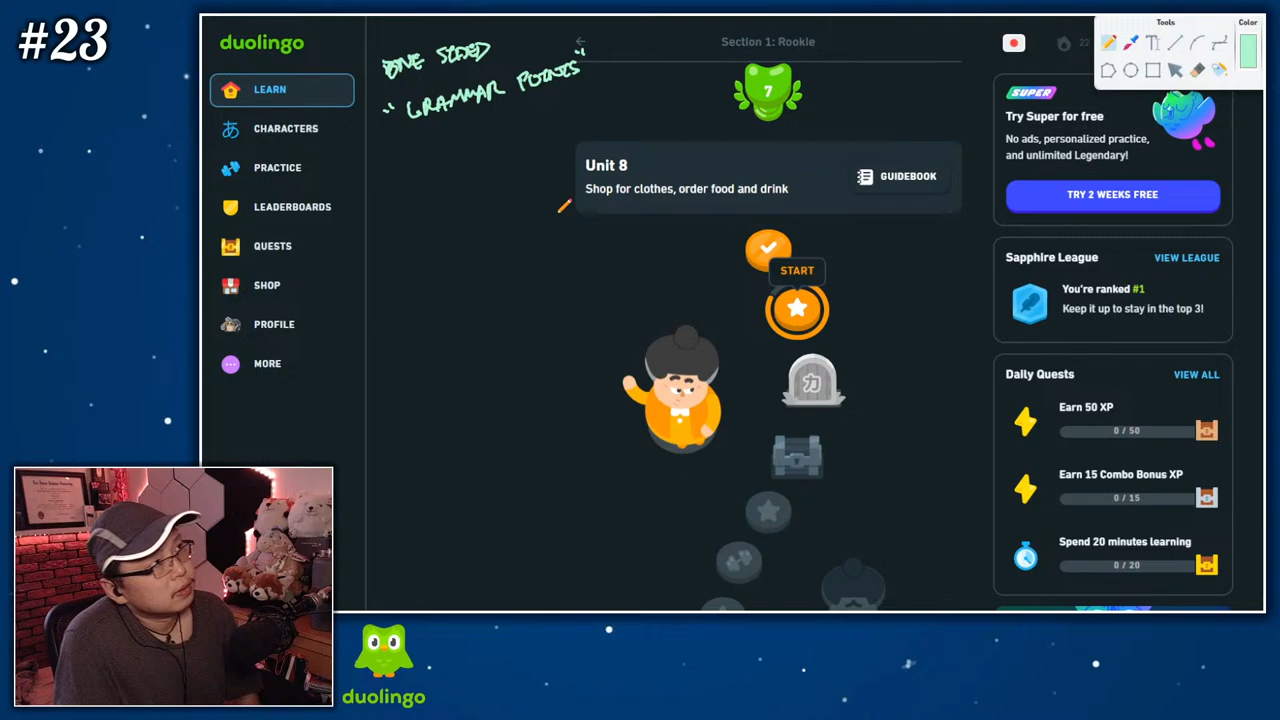 #23
duolingo
LEARN
CHARACTERS
PRACTICE
LEADERBOARDS
QUESTS
SHOP
PROFILE
MORE
ONE SIDED
" GRAMMAR POINTS "
Section 1: Rookie
7
Unit 8
Shop for clothes, order food and drink
GUIDEBOOK
START
力
22
Tools
Color
SUPER
Try Super for free
No ads, personalized practice,
and unlimited Legendary!
TRY 2 WEEKS FREE
Sapphire League
VIEW LEAGUE
You're ranked #1
Keep it up to stay in the top 3!
Daily Quests
VIEW ALL
Earn 50 XP
0 / 50
Earn 15 Combo Bonus XP
0 / 15
Spend 20 minutes learning
0 / 20
duolingo